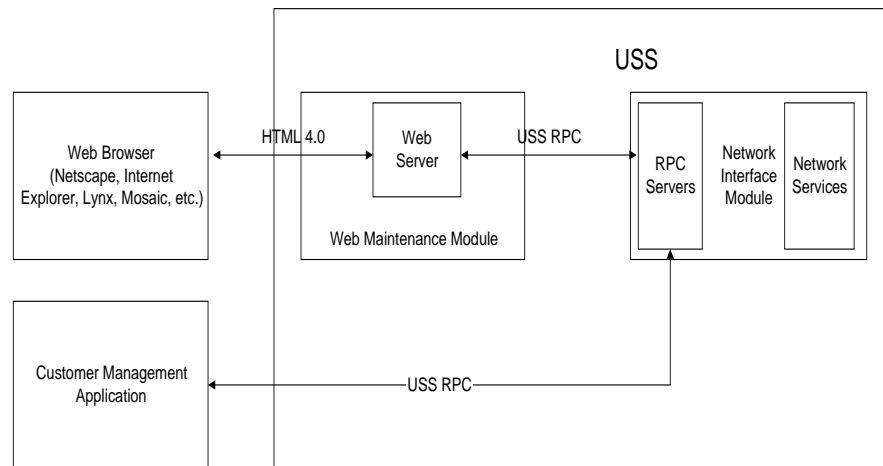 USS
Web Browser
(Netscape, Internet
Explorer, Lynx, Mosaic, etc.)
HTML 4.0
Web
Server
Web Maintenance Module
USS RPC
RPC
Servers
Network
Interface
Module
Network
Services
Customer Management
Application
USS RPC